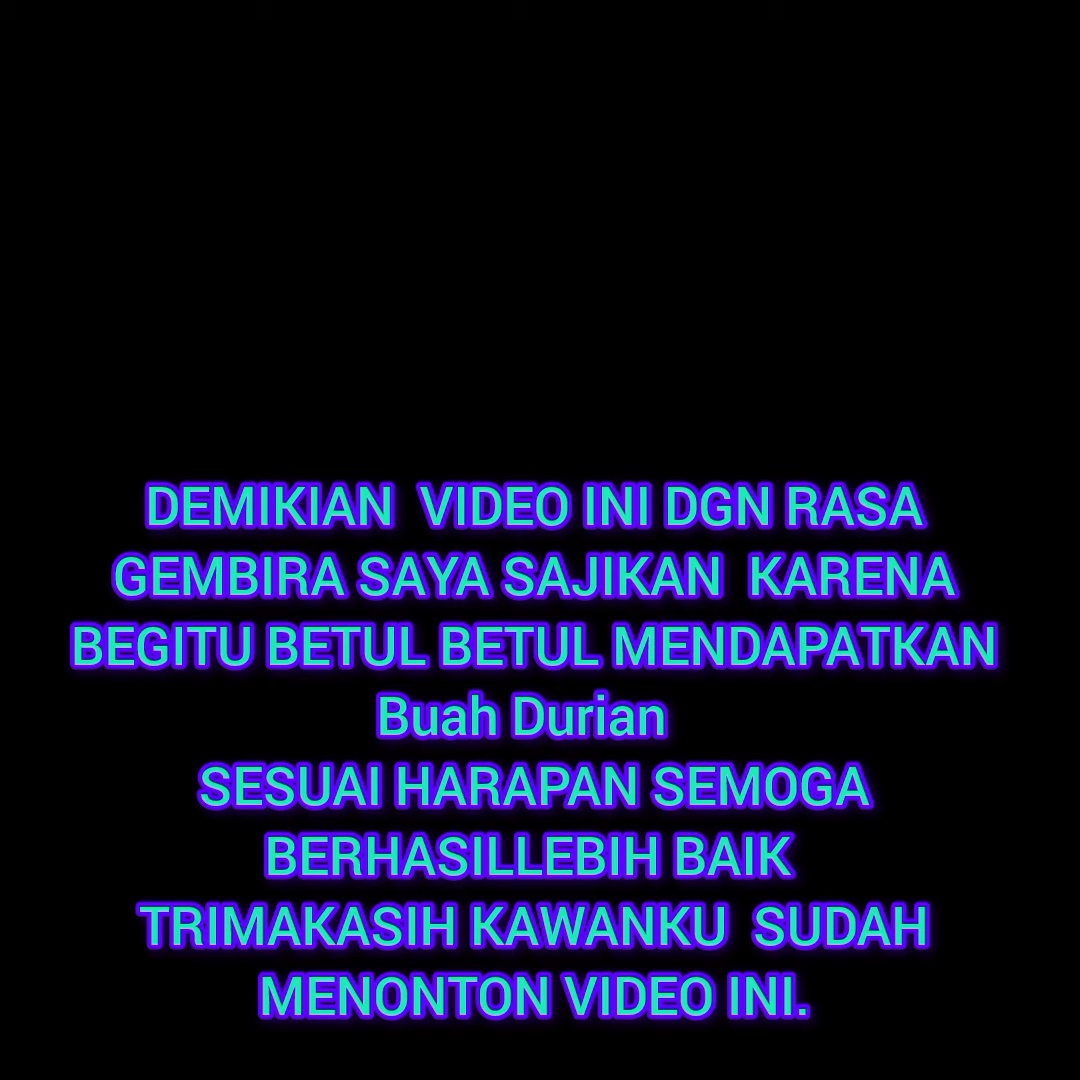 DEMIKIAN  VIDEO INI DGN RASA
GEMBIRA SAYA SAJIKAN  KARENA
BEGITU BETUL BETUL MENDAPATKAN
Buah Durian
SESUAI HARAPAN SEMOGA
BERHASILLEBIH BAIK
TRIMAKASIH KAWANKU  SUDAH
MENONTON VIDEO INI.